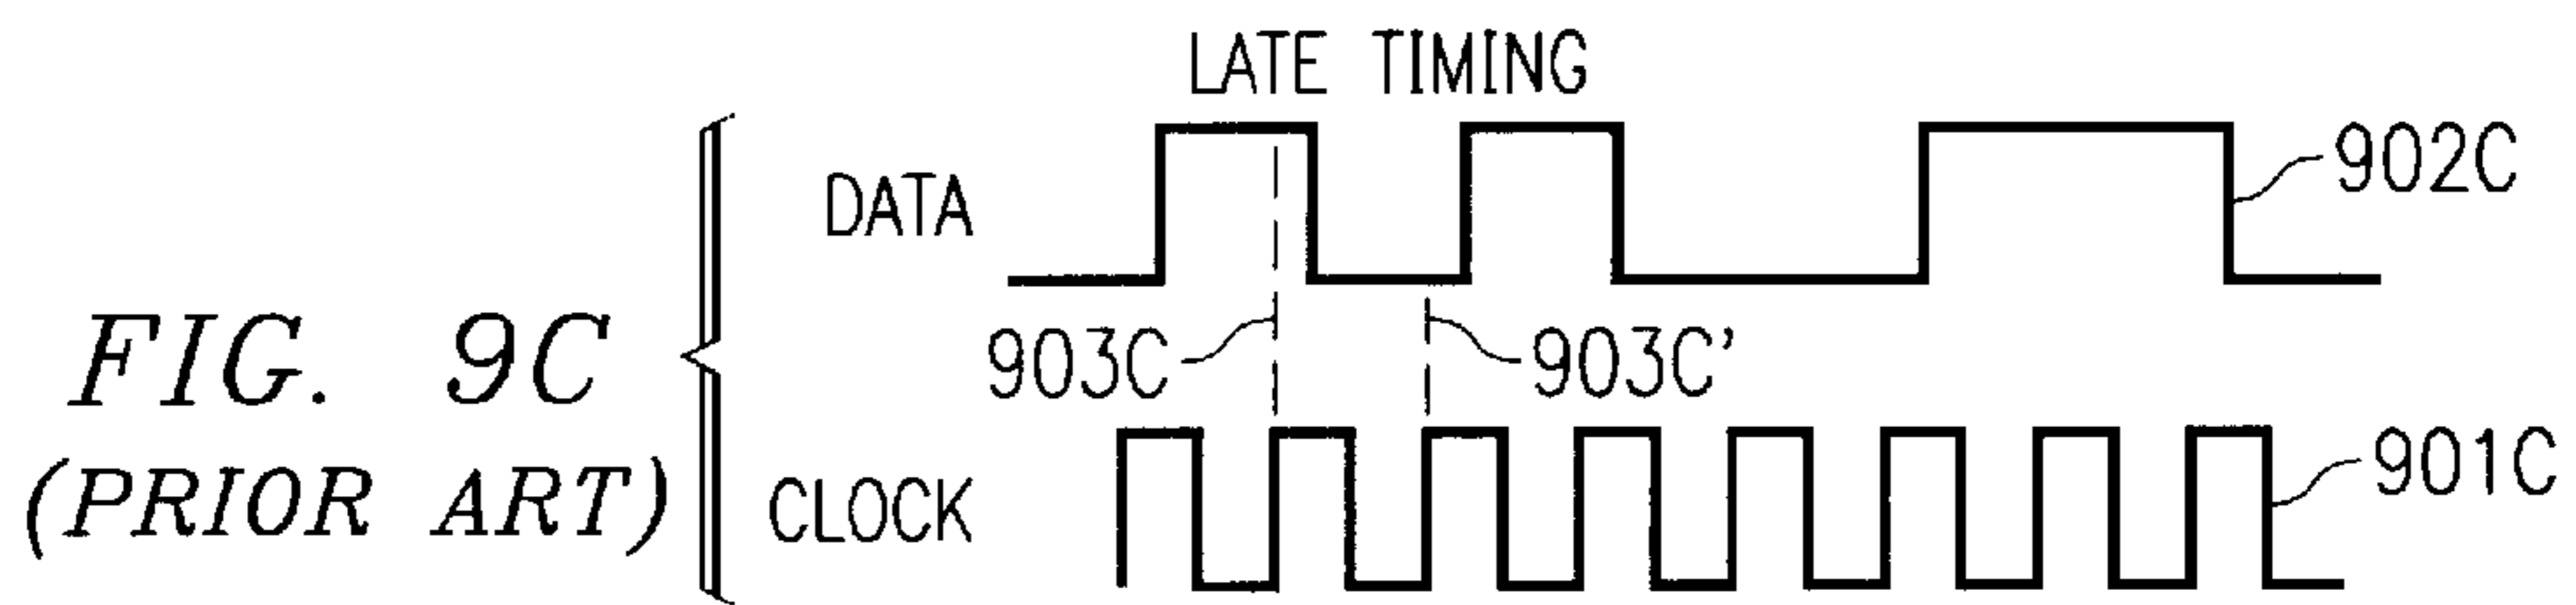 LATE TIMING
DATA
902C
903C
903C'
FIG. 9C
(PRIOR ART)
CLOCK
901C